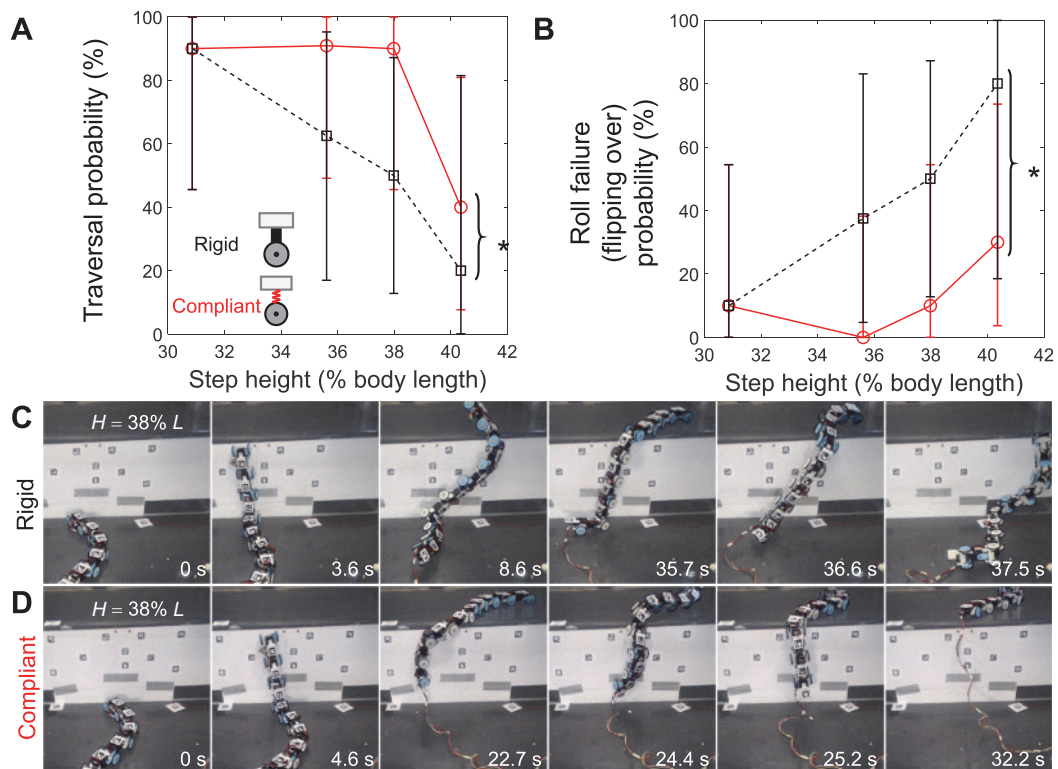 A
Traversal probability (%)
100
80
60
40
20
0
30 32 34 36 38 40 42
Step height (% body length)
Rigid
Compliant
*
B
Roll failure
(flipping over)
probability (%)
100
80
60
40
20
0
30 32 34 36 38 40 42
Step height (% body length)
*
C
Rigid
H = 38% L
0 s
3.6 s
8.6 s
35.7 s
36.6 s
37.5 s
D
Compliant
H = 38% L
0 s
4.6 s
22.7 s
24.4 s
25.2 s
32.2 s